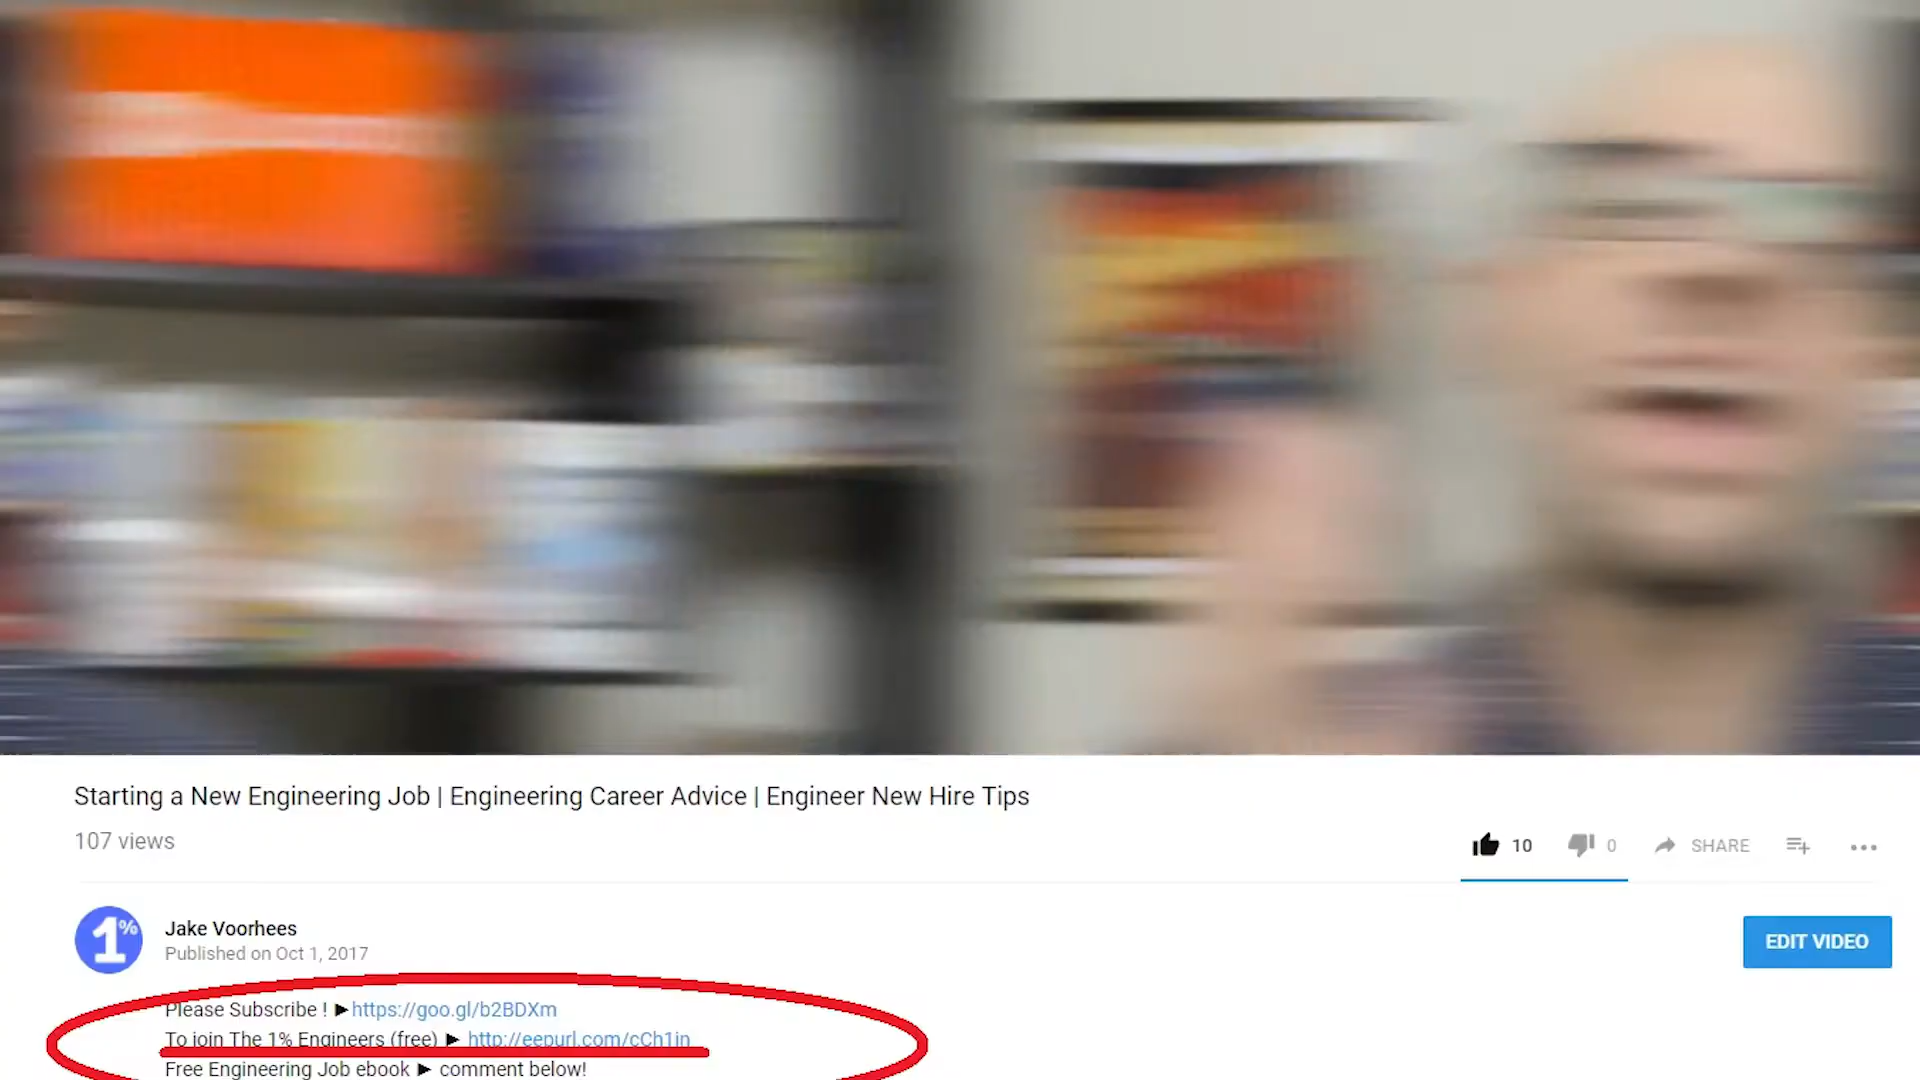 Starting a New Engineering Job | Engineering Career Advice | Engineer New Hire Tips
107 views
10
0
SHARE
EDIT VIDEO
1%
Jake Voorhees
Published on Oct 1, 2017
Please Subscribe ! ►https://goo.gl/b2BDXm
To join The 1% Engineers (free) ► http://eepurl.com/cCh1in
Free Engineering Job ebook ► comment below!